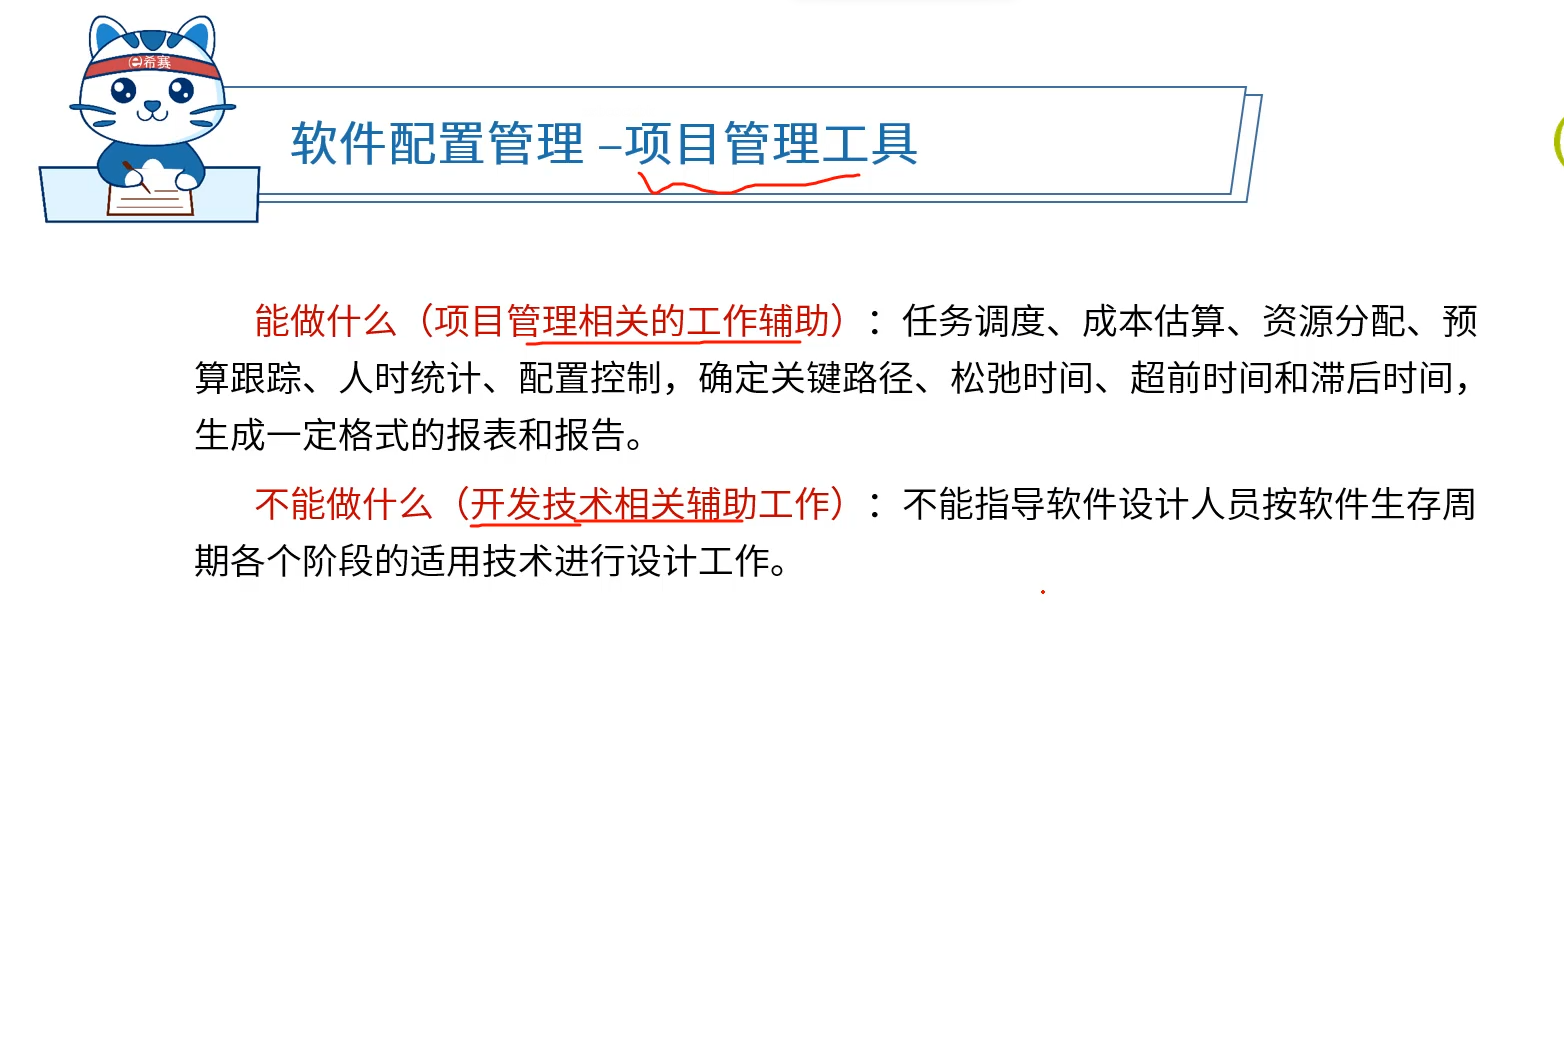 e希赛
软件配置管理 –项目管理工具
能做什么（项目管理相关的工作辅助）：任务调度、成本估算、资源分配、预
算跟踪、人时统计、配置控制，确定关键路径、松弛时间、超前时间和滞后时间，
生成一定格式的报表和报告。
不能做什么（开发技术相关辅助工作）：不能指导软件设计人员按软件生存周
期各个阶段的适用技术进行设计工作。